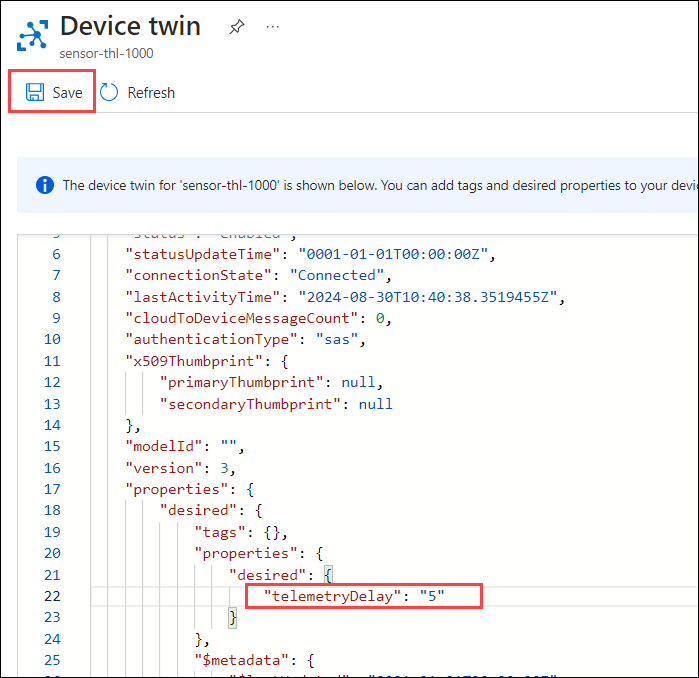 Device twin
sensor-thl-1000
Save
Refresh
The device twin for 'sensor-thl-1000' is shown below. You can add tags and desired properties to your devic
5 "status": "enabled",
6 "statusUpdateTime": "0001-01-01T00:00:00Z",
7 "connectionState": "Connected",
8 "lastActivityTime": "2024-08-30T10:40:38.3519455Z",
9 "cloudToDeviceMessageCount": 0,
10 "authenticationType": "sas",
11 "x509Thumbprint": {
12 "primaryThumbprint": null,
13 "secondaryThumbprint": null
14 },
15 "modelId": "",
16 "version": 3,
17 "properties": {
18 "desired": {
19 "tags": {},
20 "properties": {
21 "desired": {
22 "telemetryDelay": "5"
23 }
24 },
25 "$metadata": {